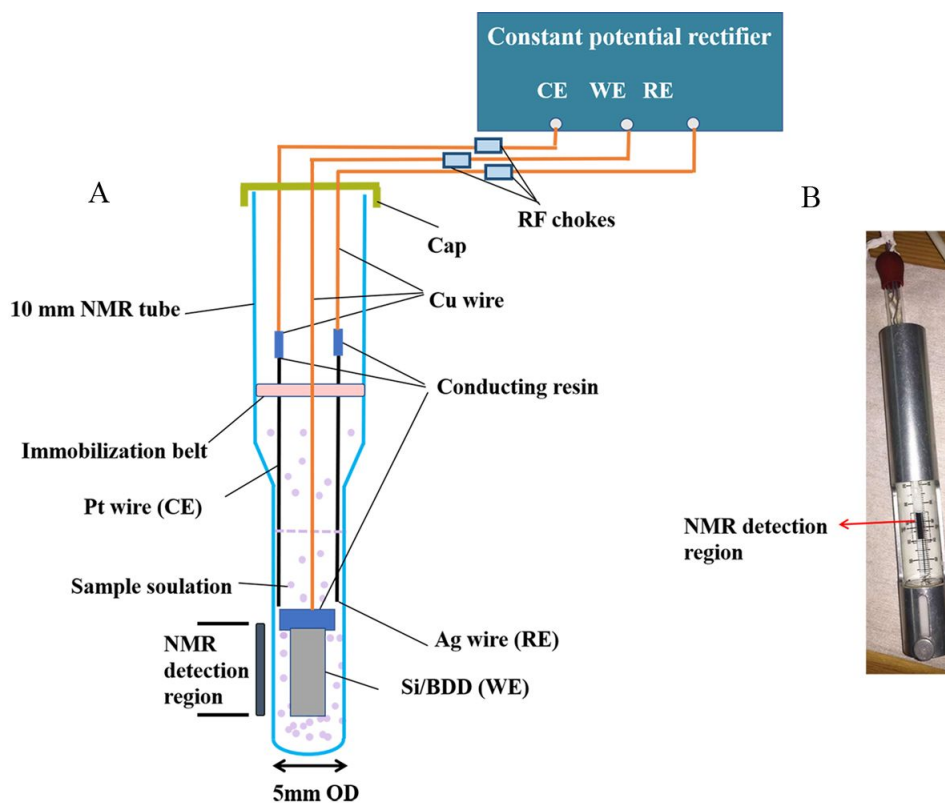 Constant potential rectifier
CE WE RE
A
RF chokes
B
Cap
10 mm NMR tube
Cu wire
Conducting resin
Immobilization belt
Pt wire (CE)
NMR detection
region
Sample soulation
Ag wire (RE)
NMR
detection
region
Si/BDD (WE)
5mm OD